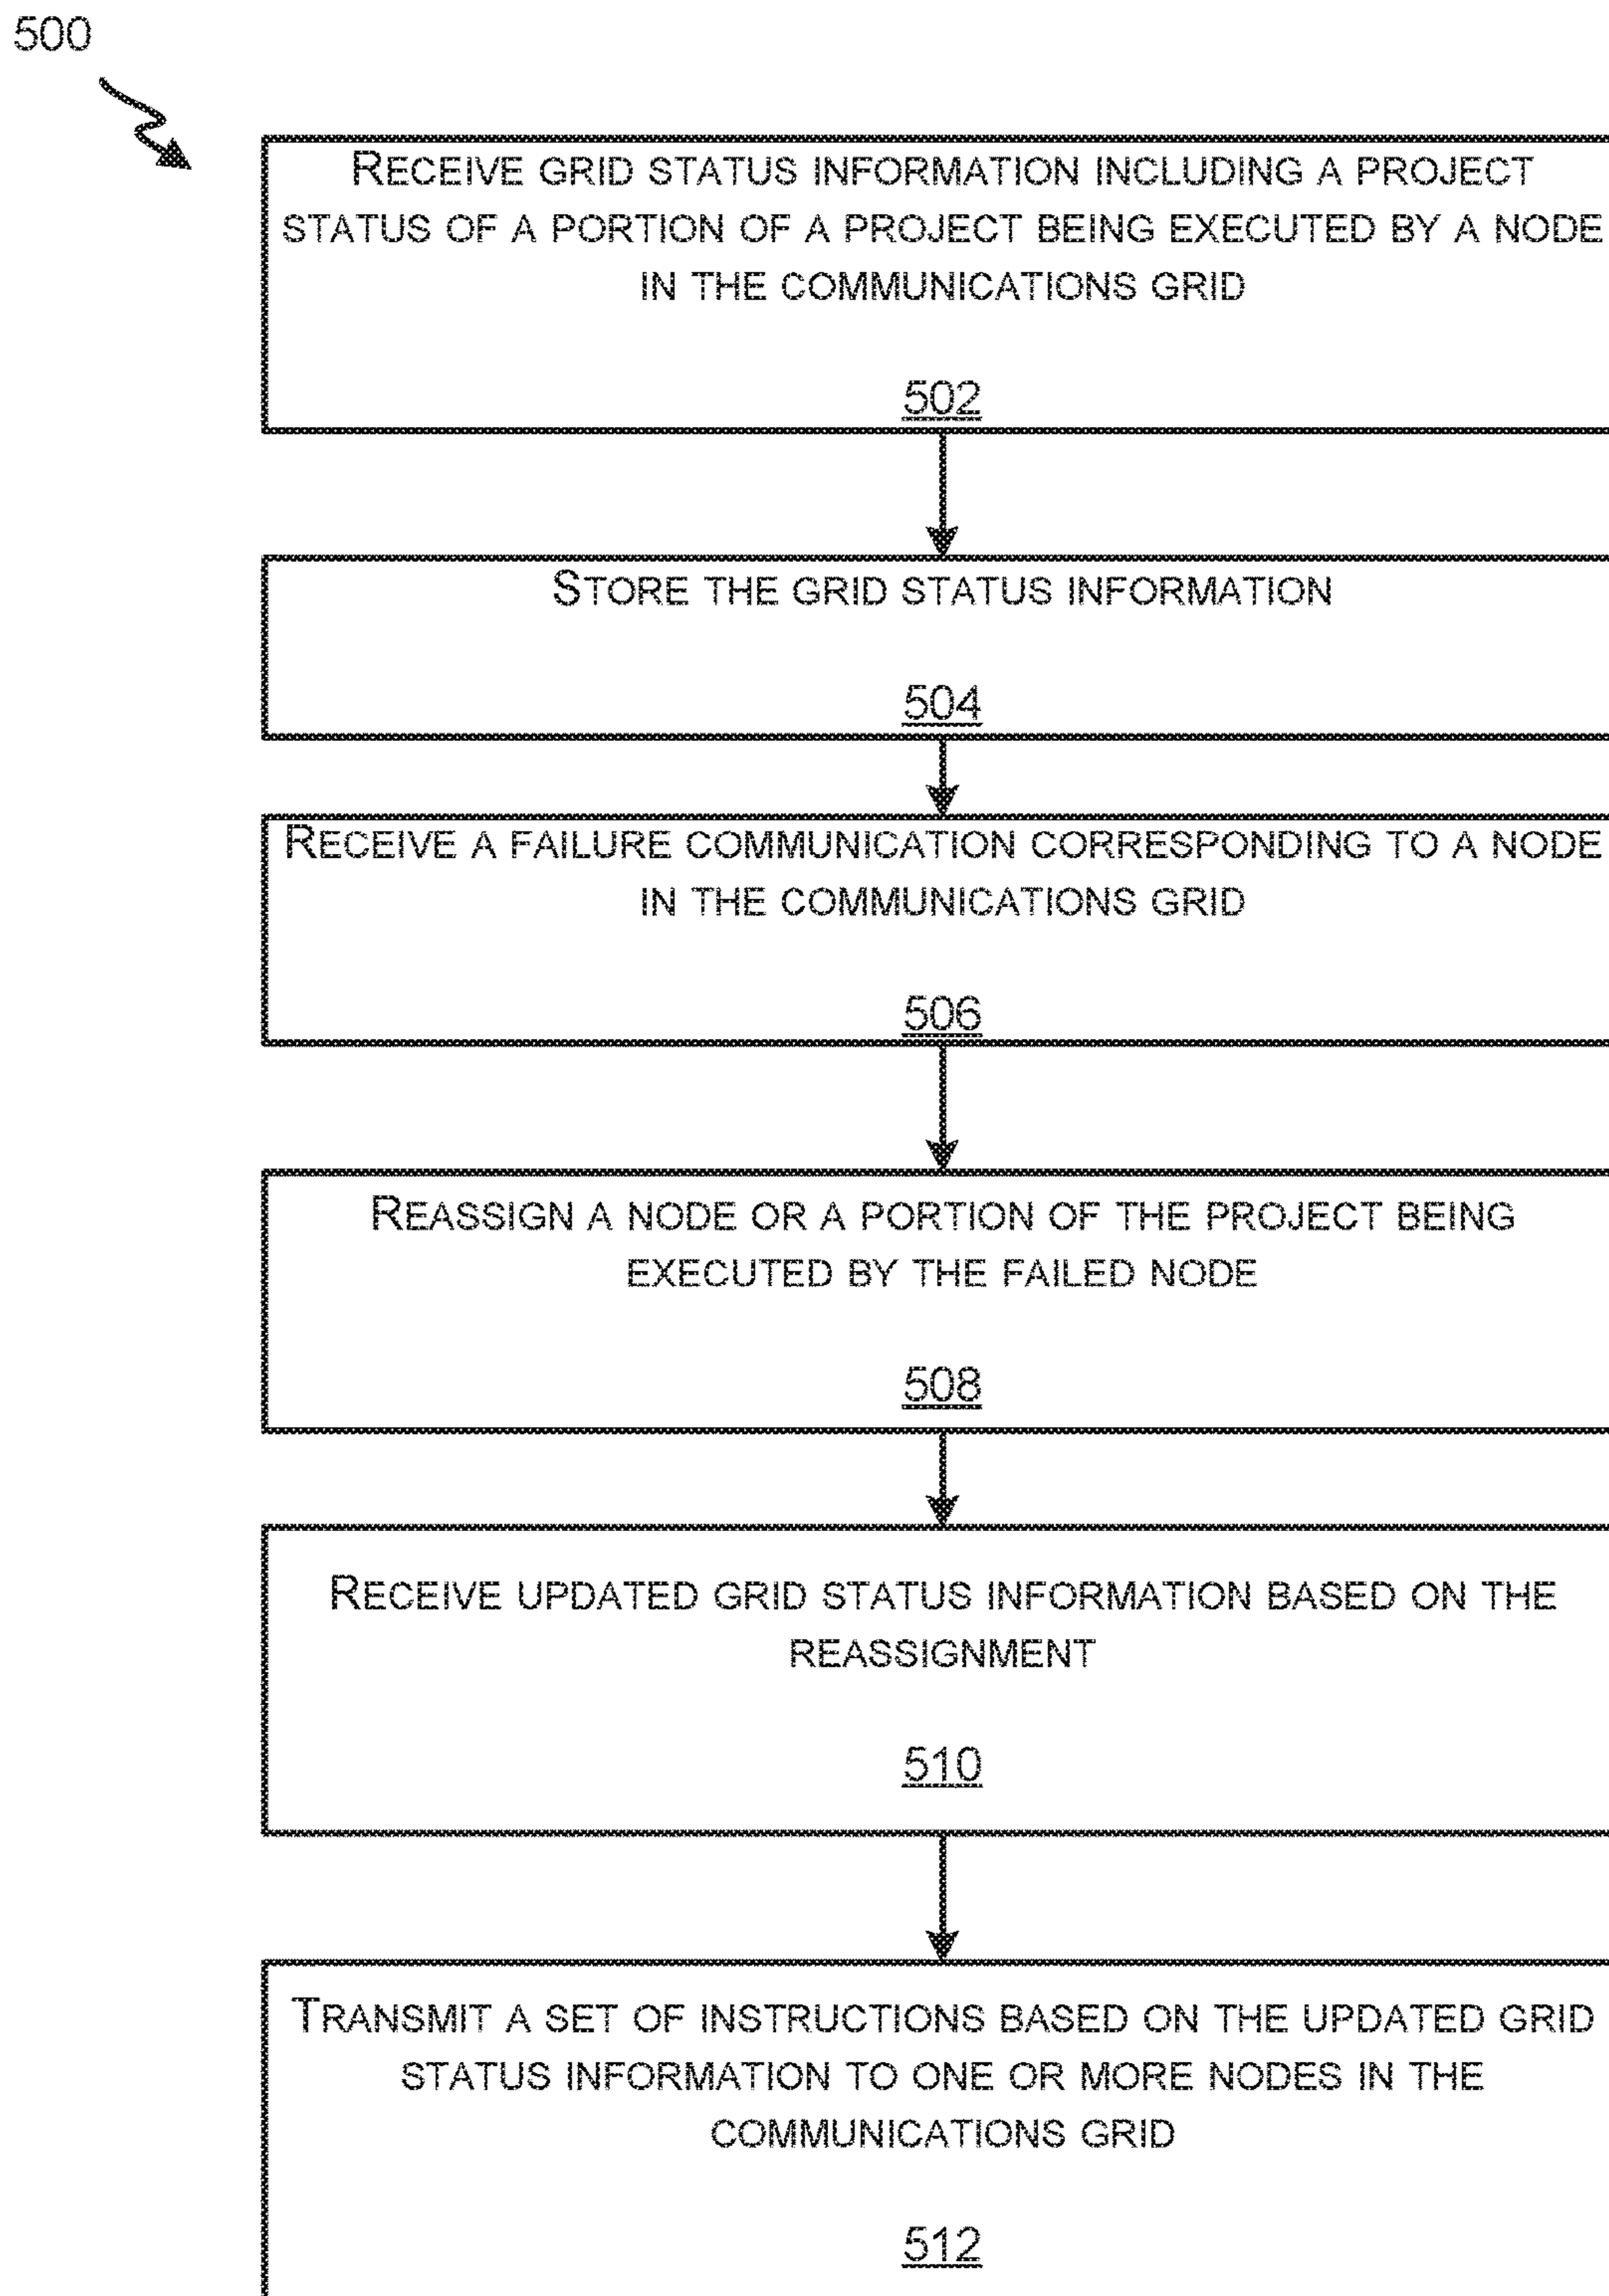 500
RECEIVE GRID STATUS INFORMATION INCLUDING A PROJECT
STATUS OF A PORTION OF A PROJECT BEING EXECUTED BY A NODE
IN THE COMMUNICATIONS GRID
502
STORE THE GRID STATUS INFORMATION
504
RECEIVE A FAILURE COMMUNICATION CORRESPONDING TO A NODE
IN THE COMMUNICATIONS GRID
506
REASSIGN A NODE OR A PORTION OF THE PROJECT BEING
EXECUTED BY THE FAILED NODE
508
RECEIVE UPDATED GRID STATUS INFORMATION BASED ON THE
REASSIGNMENT
510
TRANSMIT A SET OF INSTRUCTIONS BASED ON THE UPDATED GRID
STATUS INFORMATION TO ONE OR MORE NODES IN THE
COMMUNICATIONS GRID
512